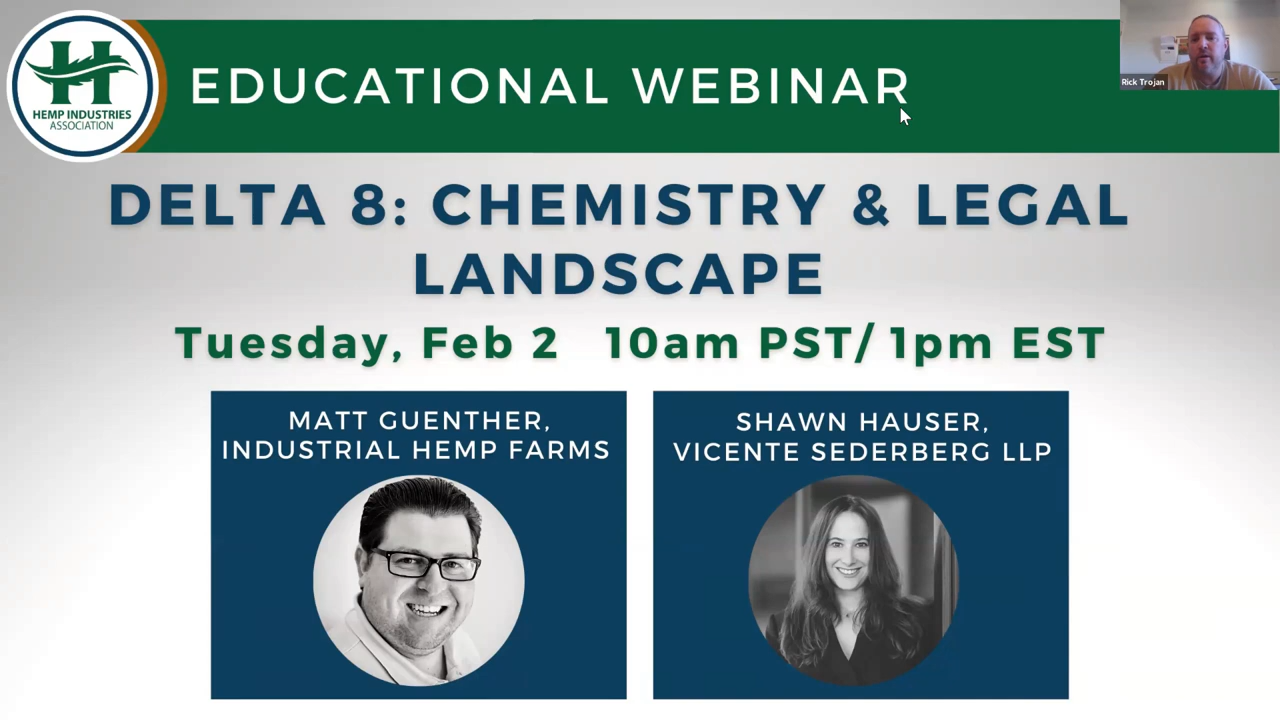 HEMP INDUSTRIES
ASSOCIATION
EDUCATIONAL WEBINAR
Rick Trojan
DELTA 8: CHEMISTRY & LEGAL
LANDSCAPE
Tuesday, Feb 2 10am PST/ 1pm EST
MATT GUENTHER,
INDUSTRIAL HEMP FARMS
SHAWN HAUSER,
VICENTE SEDERBERG LLP